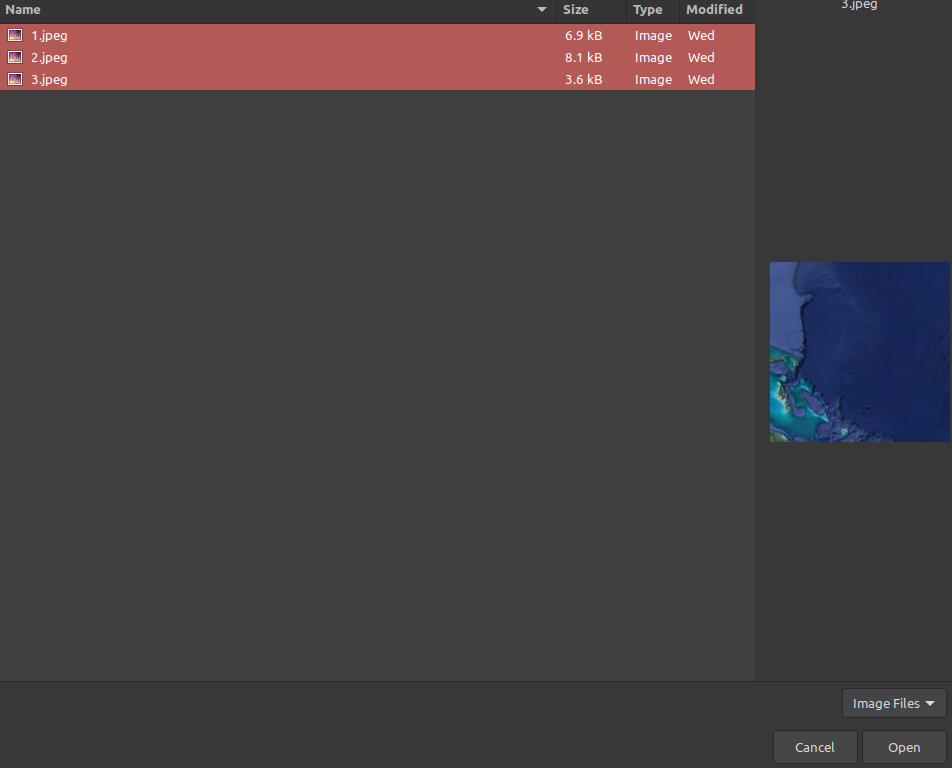 Name Size Type Modified
1.jpeg 6.9 kB Image Wed
2.jpeg 8.1 kB Image Wed
3.jpeg 3.6 kB Image Wed
3.jpeg
Image Files
Cancel Open